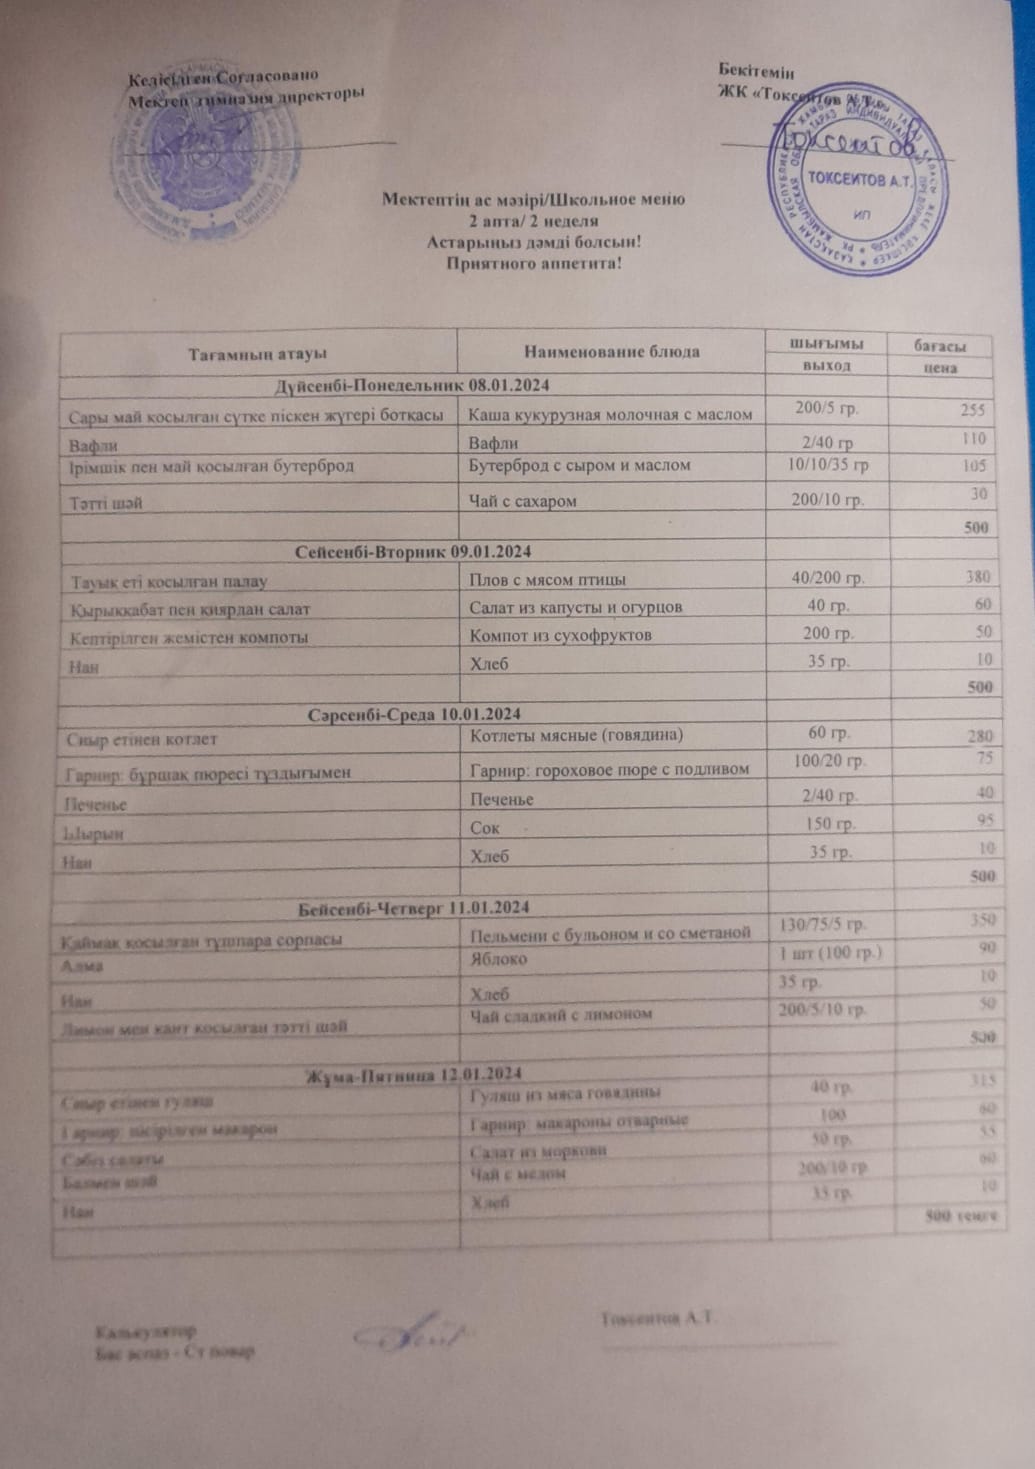 Келісілген Согласовано
Мектеп гимназия директоры
Бекітемін
ЖК «Токсеитов А.Т.»
Токсеитов
ТОКСЕИТОВ А.Т.
ИП
Мектептің ас мәзірі/Школьное меню
2 апта/ 2 неделя
Астарыңыз дәмді болсын!
Приятного аппетита!
Тағамның атауы Наименование блюда шығымы бағасы
выход цена
Дүйсенбі-Понедельник 08.01.2024
Сары май косылған сүтке піскен жүгері боткасы Каша кукурузная молочная с маслом 200/5 гр. 255
Вафли Вафли 2/40 гр 110
Ірімшік пен май қосылған бутерброд Бутерброд с сыром и маслом 10/10/35 гр 105
Тәтті шәй Чай с сахаром 200/10 гр. 30
500
Сейсенбі-Вторник 09.01.2024
Тауык еті косылған палау Плов с мясом птицы 40/200 гр. 380
Қырыққабат пен қиярдан салат Салат из капусты и огурцов 40 гр. 60
Кептірілген жемістен компоты Компот из сухофруктов 200 гр. 50
Нан Хлеб 35 гр. 10
500
Сәрсенбі-Среда 10.01.2024
Сиыр етінен котлет Котлеты мясные (говядина) 60 гр. 280
Гарнир: бұршақ пюресі тұздығымен Гарнир: гороховое пюре с подливом 100/20 гр. 75
Печенье Печенье 2/40 гр. 40
Шырын Сок 150 гр. 95
Нан Хлеб 35 гр. 10
500
Бейсенбі-Четверг 11.01.2024
Қаймақ қосылған тұшпара сорпасы Пельмени с бульоном и со сметаной 130/75/5 гр. 350
Алма Яблоко 1 шт (100 гр.) 90
Нан Хлеб 35 гр. 10
Лимон мен кант косылған тәтті шәй Чай сладкий с лимоном 200/5/10 гр. 50
500
Жұма-Пятница 12.01.2024
Сиыр етінен гуляш Гуляш из мяса говядины 40 гр. 315
Гарнир: пісірілген макарон Гарнир: макароны отварные 100 60
Сәбіз салаты Салат из моркови 50 гр. 55
Балмен шәй Чай с медом 200/10 гр 60
Нан Хлеб 35 гр. 10
500 тенге
Калькулятор
Токсеитов А.Т.
Бас аспаз - Ст повар